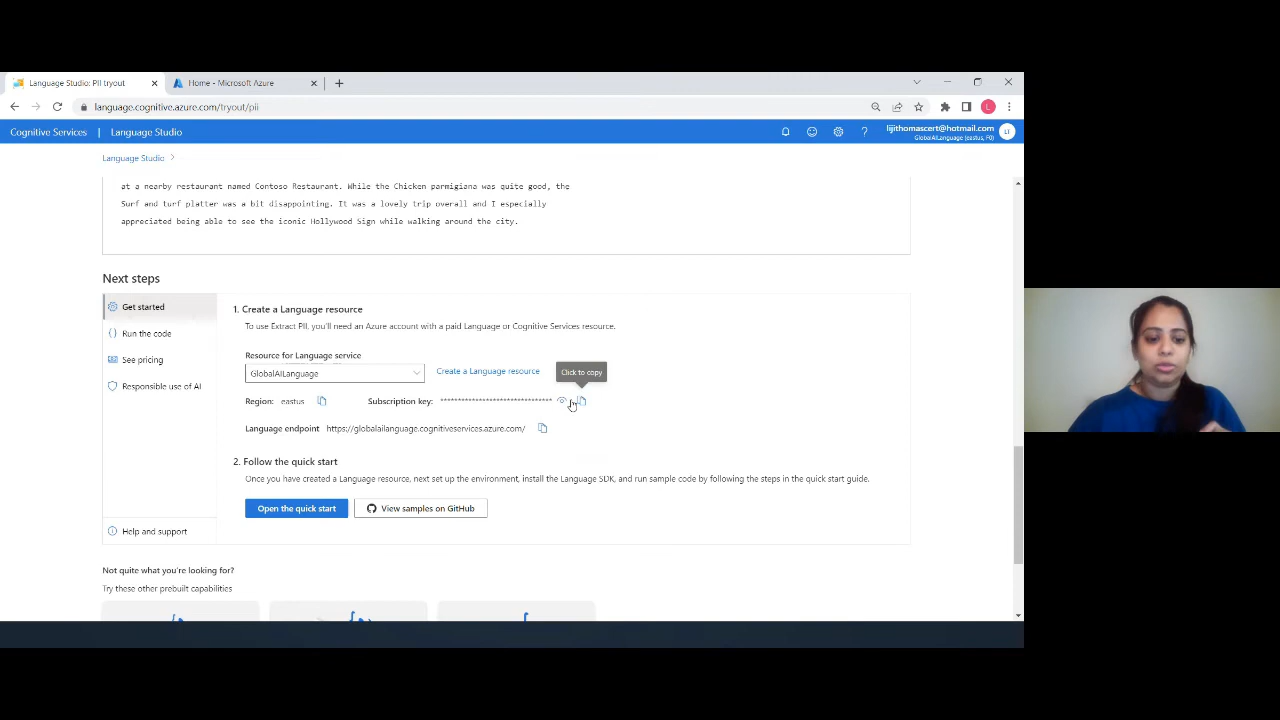 Language Studio: PII tryout
Home - Microsoft Azure
language.cognitive.azure.com/tryout/pii
L
Cognitive Services | Language Studio
lijithomascert@hotmail.com
GlobalAILanguage (eastus, F0)
LT
Language Studio
at a nearby restaurant named Contoso Restaurant. While the Chicken parmigiana was quite good, the
Surf and turf platter was a bit disappointing. It was a lovely trip overall and I especially
appreciated being able to see the iconic Hollywood Sign while walking around the city.
Next steps
Get started
Run the code
See pricing
Responsible use of AI
Help and support
1. Create a Language resource
To use Extract PII, you'll need an Azure account with a paid Language or Cognitive Services resource.
Resource for Language service
GlobalAILanguage
Create a Language resource
Click to copy
Region: eastus
Subscription key: ********************************
Language endpoint https://globalailanguage.cognitiveservices.azure.com/
2. Follow the quick start
Once you have created a Language resource, next set up the environment, install the Language SDK, and run sample code by following the steps in the quick start guide.
Open the quick start
View samples on GitHub
Not quite what you're looking for?
Try these other prebuilt capabilities